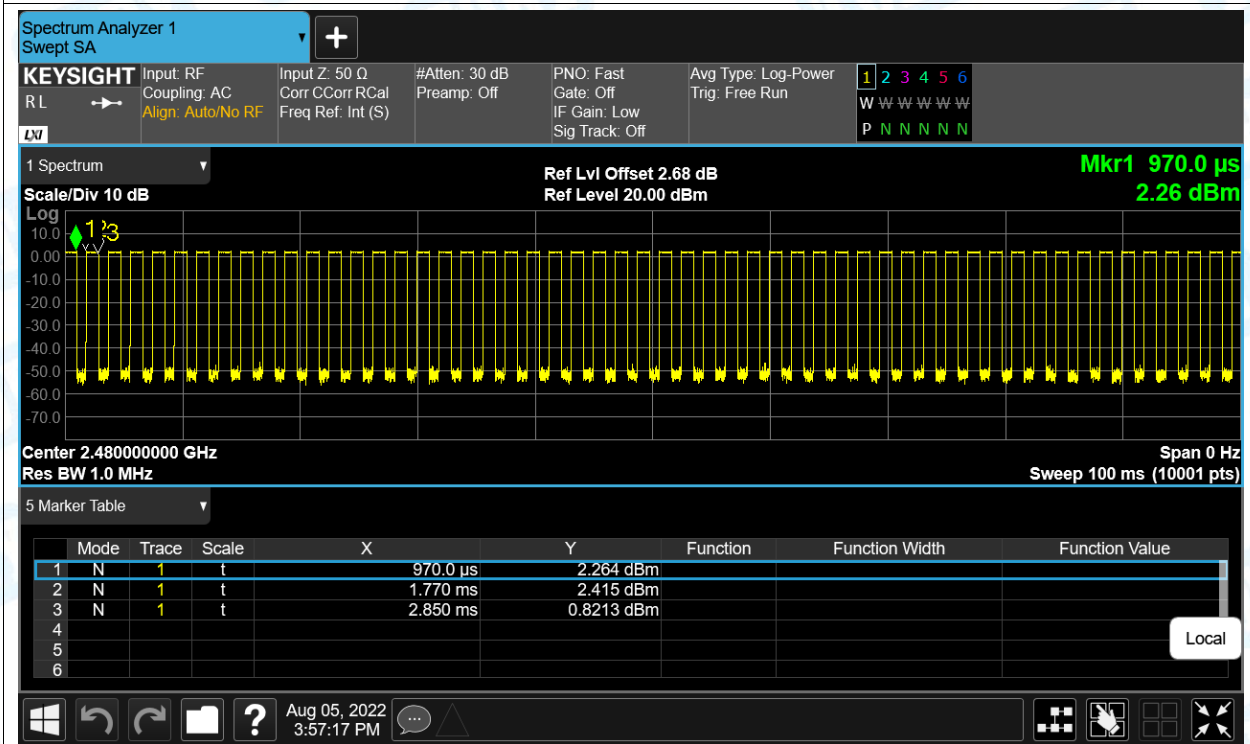 Spectrum Analyzer 1
Swept SA
KEYSIGHT
RL
LXI
Input: RF
Coupling: AC
Align: Auto/No RF
Input Z: 50 Ω
Corr CCorr RCal
Freq Ref: Int (S)
#Atten: 30 dB
Preamp: Off
PNO: Fast
Gate: Off
IF Gain: Low
Sig Track: Off
Avg Type: Log-Power
Trig: Free Run
1 2 3 4 5 6
W W W W W W
P N N N N N
1 Spectrum
Scale/Div 10 dB
Ref Lvl Offset 2.68 dB
Ref Level 20.00 dBm
Mkr1 970.0 µs
2.26 dBm
Log
10.0
0.00
-10.0
-20.0
-30.0
-40.0
-50.0
-60.0
-70.0
1 2 3
Center 2.480000000 GHz
Res BW 1.0 MHz
Span 0 Hz
Sweep 100 ms (10001 pts)
5 Marker Table
Mode Trace Scale X Y Function Function Width Function Value
1 N 1 t 970.0 µs 2.264 dBm
2 N 1 t 1.770 ms 2.415 dBm
3 N 1 t 2.850 ms 0.8213 dBm
4
5
6
Local
?
Aug 05, 2022
3:57:17 PM